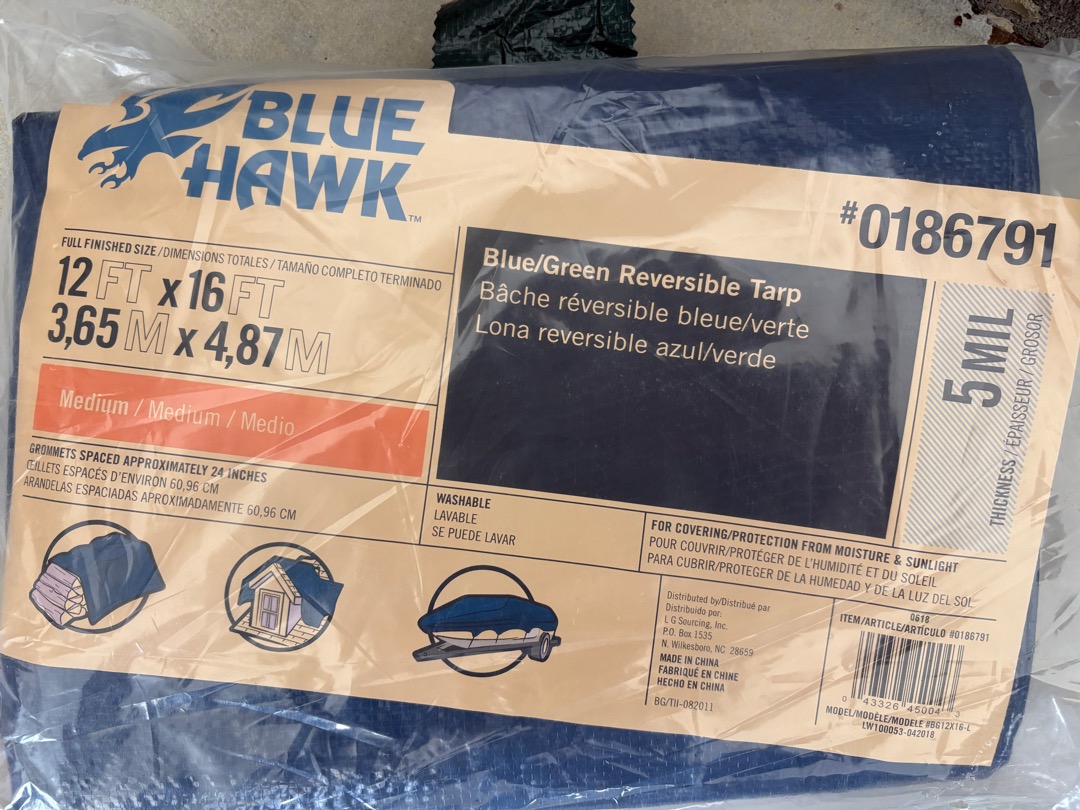 BLUE
HAWK™
#0186791
FULL FINISHED SIZE / DIMENSIONS TOTALES / TAMAÑO COMPLETO TERMINADO
12 FT x 16 FT
3,65 M x 4,87 M
Medium / Medium / Medio
GROMMETS SPACED APPROXIMATELY 24 INCHES
ŒILLETS ESPACÉS D'ENVIRON 60,96 CM
ARANDELAS ESPACIADAS APROXIMADAMENTE 60,96 CM
Blue/Green Reversible Tarp
Bâche réversible bleue/verte
Lona reversible azul/verde
5 MIL
THICKNESS / ÉPAISSEUR / GROSOR
WASHABLE
LAVABLE
SE PUEDE LAVAR
FOR COVERING/PROTECTION FROM MOISTURE & SUNLIGHT
POUR COUVRIR/PROTÉGER DE L'HUMIDITÉ ET DU SOLEIL
PARA CUBRIR/PROTEGER DE LA HUMEDAD Y DE LA LUZ DEL SOL
Distributed by/Distribué par
Distribuido por:
L G Sourcing, Inc.
P.O. Box 1535
N. Wilkesboro, NC 28659
MADE IN CHINA
FABRIQUÉ EN CHINE
HECHO EN CHINA
BG/TII-082011
0618
ITEM/ARTICLE/ARTÍCULO #0186791
0 43326 45004 3
MODEL/MODÈLE/MODELE #BG12X16-L
LW100053-042018